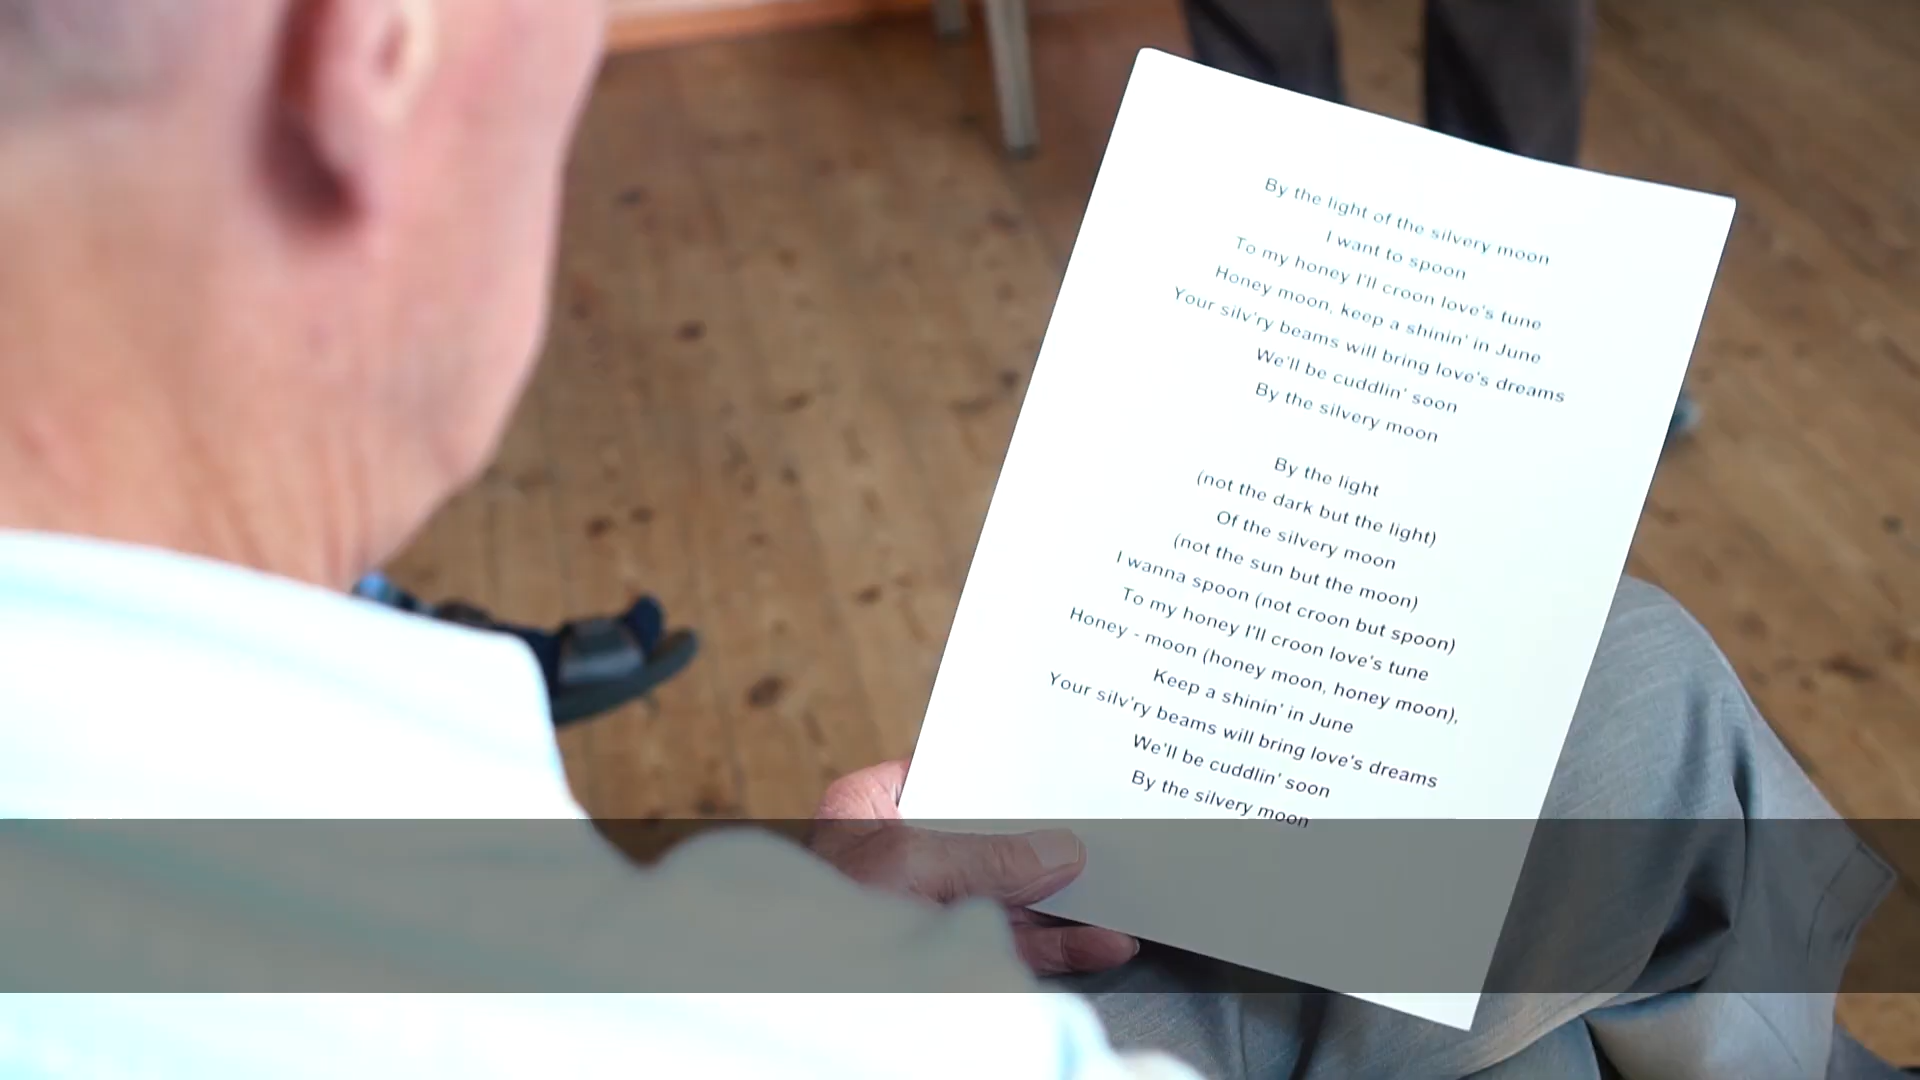 By the light of the silvery moon
I want to spoon
To my honey I'll croon love's tune
Honey moon, keep a shinin' in June
Your silv'ry beams will bring love's dreams
We'll be cuddlin' soon
By the silvery moon
By the light
(not the dark but the light)
Of the silvery moon
(not the sun but the moon)
I wanna spoon (not croon but spoon)
To my honey I'll croon love's tune
Honey - moon (honey moon, honey moon),
Keep a shinin' in June
Your silv'ry beams will bring love's dreams
We'll be cuddlin' soon
By the silvery moon